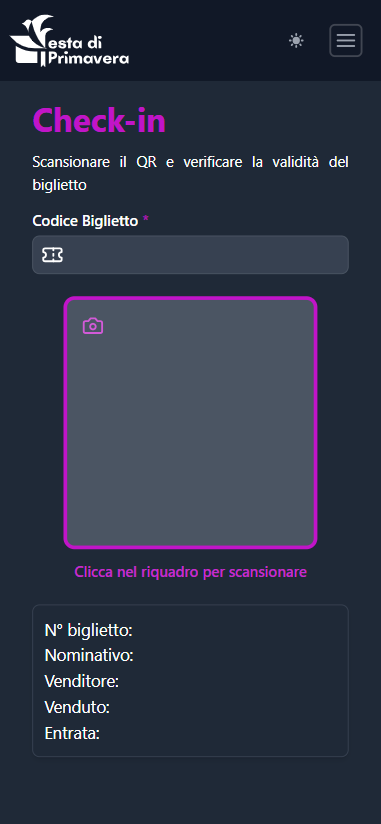 esta di
Primavera
Check-in
Scansionare il QR e verificare la validità del
biglietto
Codice Biglietto *
Clicca nel riquadro per scansionare
N° biglietto:
Nominativo:
Venditore:
Venduto:
Entrata: